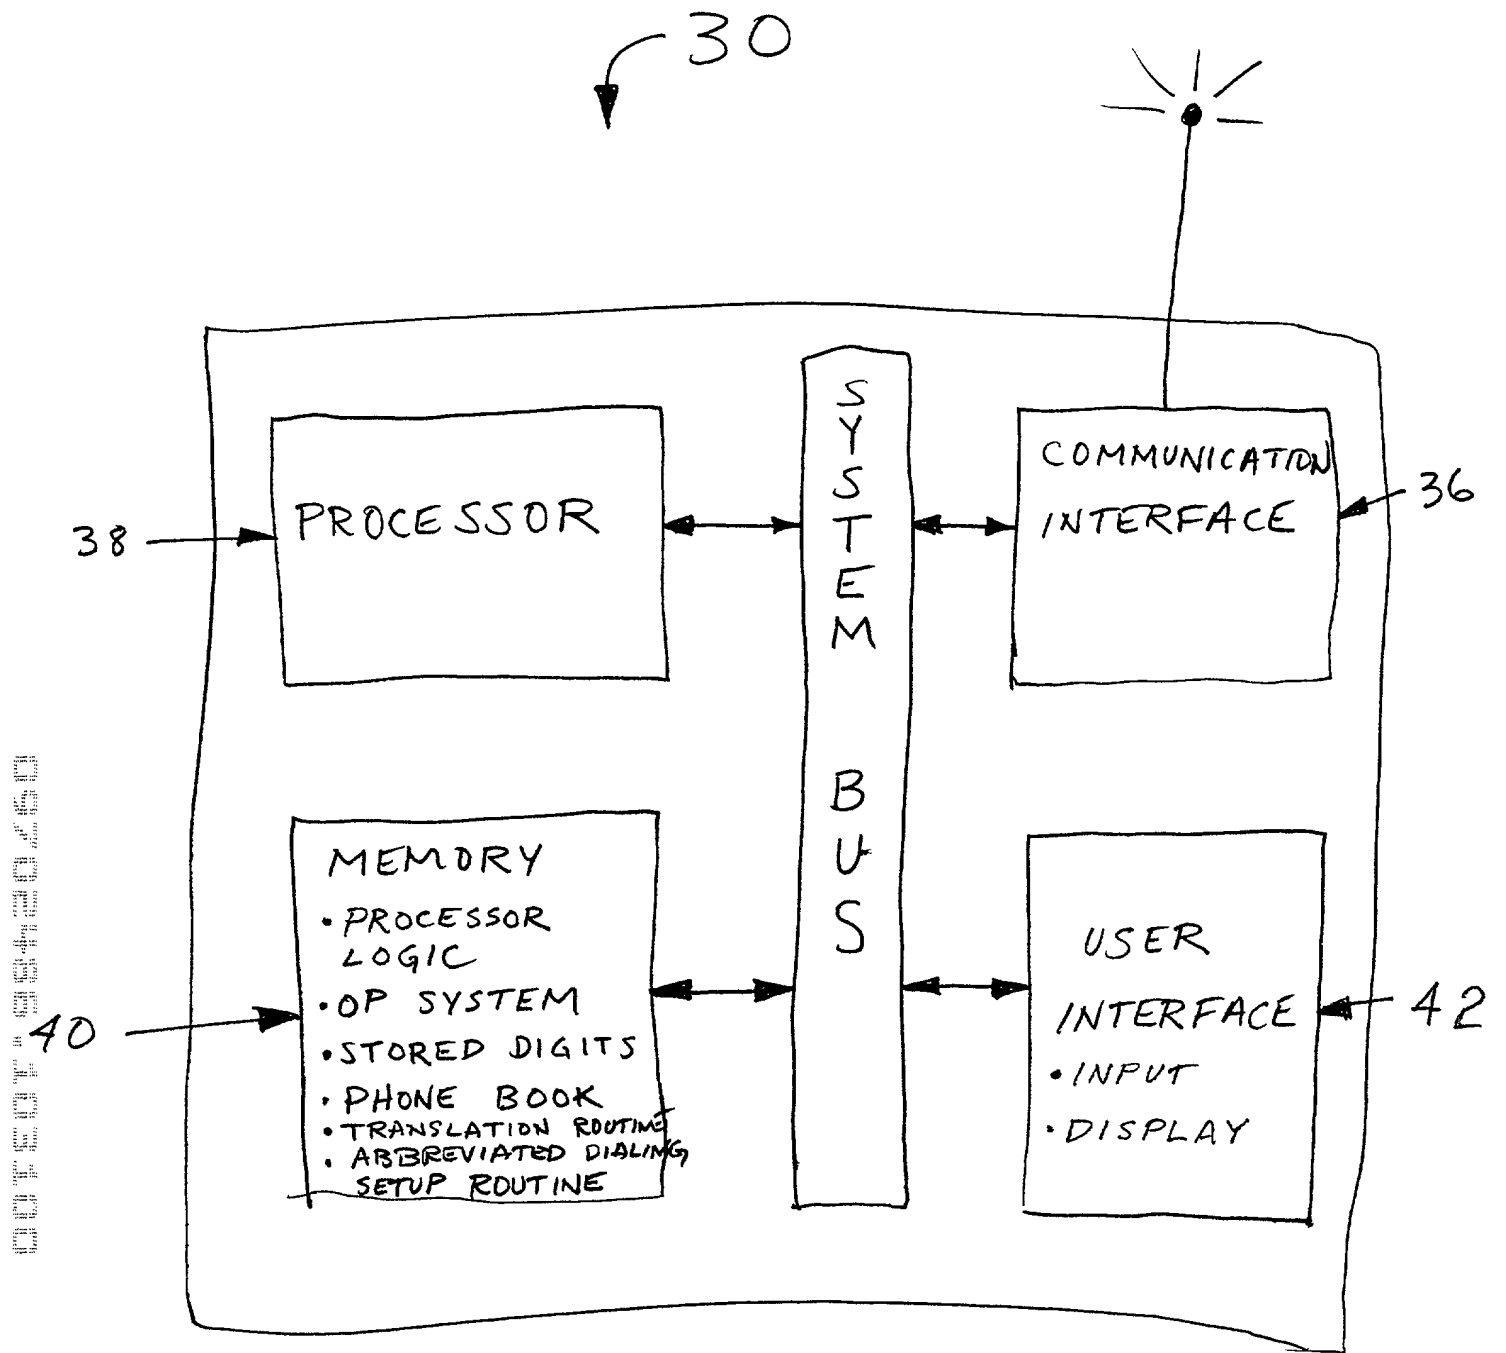 30
PROCESSOR
38
SYSTEM BUS
COMMUNICATION
INTERFACE
36
MEMORY
• PROCESSOR
LOGIC
• OP SYSTEM
• STORED DIGITS
• PHONE BOOK
• TRANSLATION ROUTINE
• ABBREVIATED DIALING
SETUP ROUTINE
40
USER
INTERFACE
• INPUT
• DISPLAY
42